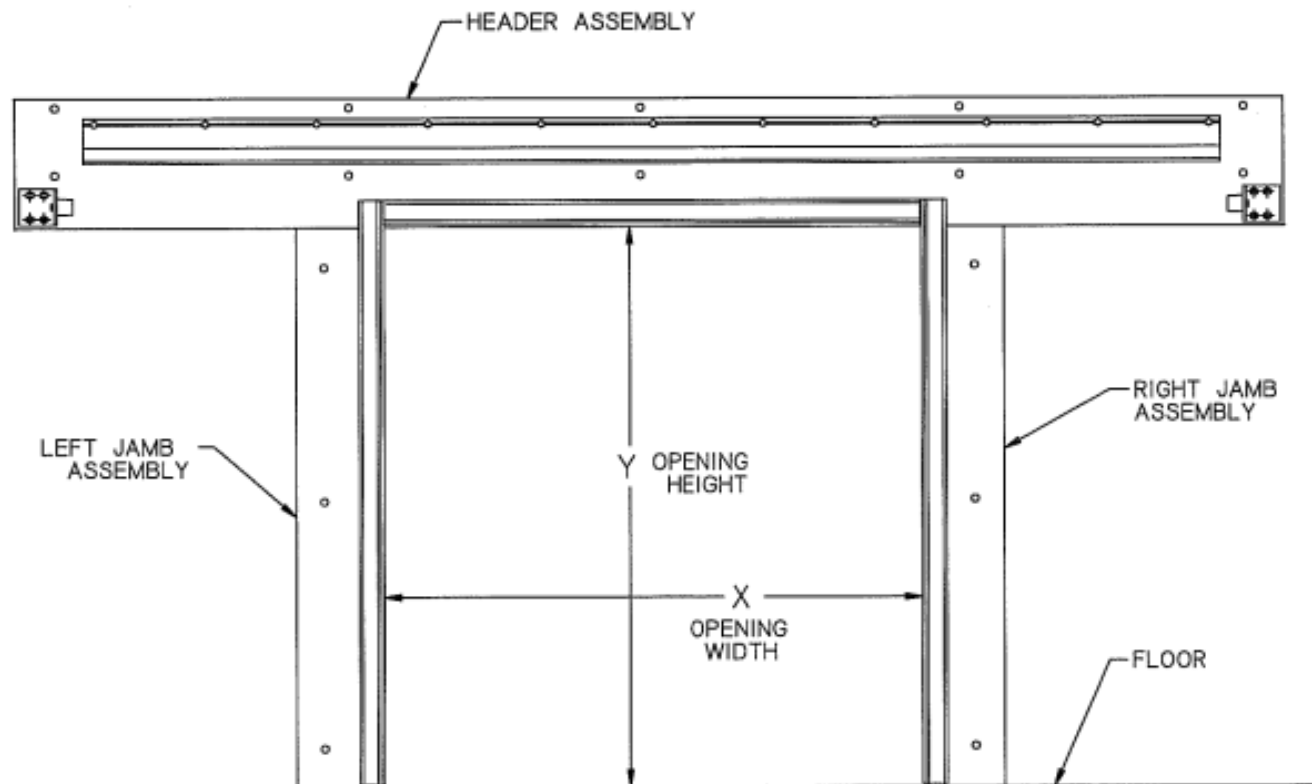 HEADER ASSEMBLY
LEFT JAMB
ASSEMBLY
Y OPENING
HEIGHT
RIGHT JAMB
ASSEMBLY
X
OPENING
WIDTH
FLOOR